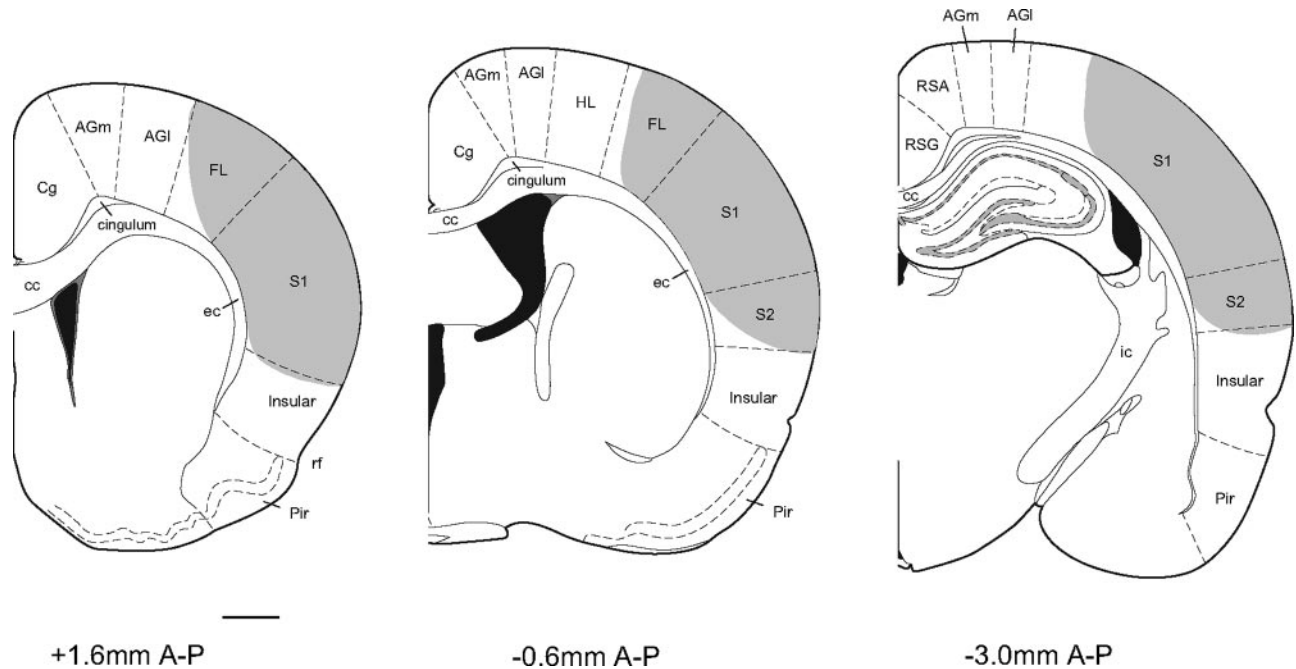 AGm
AGl
FL
Cg
cingulum
S1
cc
ec
Insular
rf
Pir
+1.6mm A-P
AGm
AGl
HL
FL
Cg
cingulum
cc
S1
ec
S2
Insular
Pir
-0.6mm A-P
AGm
AGl
RSA
RSG
S1
cc
S2
ic
Insular
Pir
-3.0mm A-P